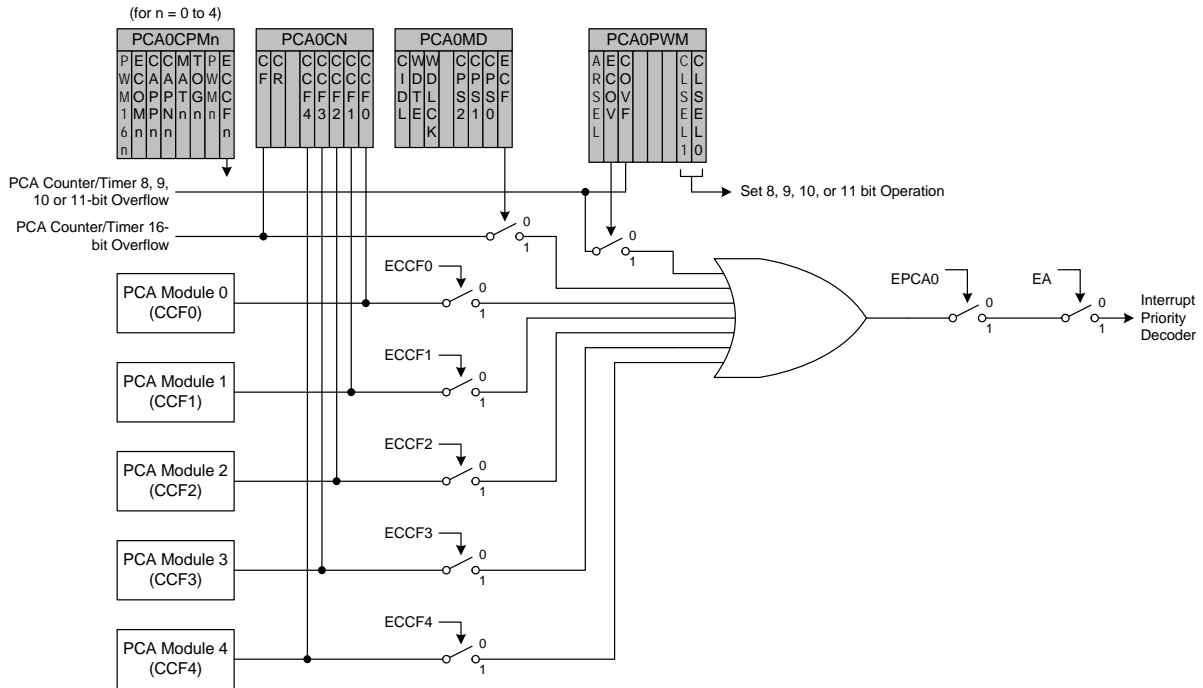 (for n = 0 to 4)
PCA0CPMn
PWM16n
ECOMn
CAPPn
CAPNn
MATn
TOGn
PWMn
ECCFn
PCA0CN
CF
CR
CCF4
CCF3
CCF2
CCF1
CCF0
PCA0MD
CIDL
WDTE
WDLCK
CPS2
CPS1
CPS0
ECF
PCA0PWM
ARSEL
ECOV
COVF
CLSEL1
CLSEL0
PCA Counter/Timer 8, 9,
10 or 11-bit Overflow
Set 8, 9, 10, or 11 bit Operation
PCA Counter/Timer 16-
bit Overflow
0
1
0
1
PCA Module 0
(CCF0)
ECCF0
0
1
EPCA0
0
1
EA
0
1
Interrupt
Priority
Decoder
PCA Module 1
(CCF1)
ECCF1
0
1
PCA Module 2
(CCF2)
ECCF2
0
1
PCA Module 3
(CCF3)
ECCF3
0
1
PCA Module 4
(CCF4)
ECCF4
0
1